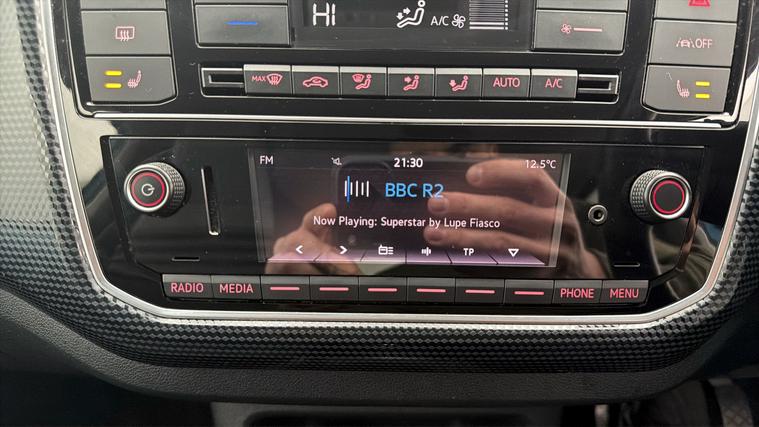 HI
A/C
OFF
MAX
AUTO
A/C
FM 21:30 12.5°C
BBC R2
Now Playing: Superstar by Lupe Fiasco
TP
RADIO MEDIA PHONE MENU